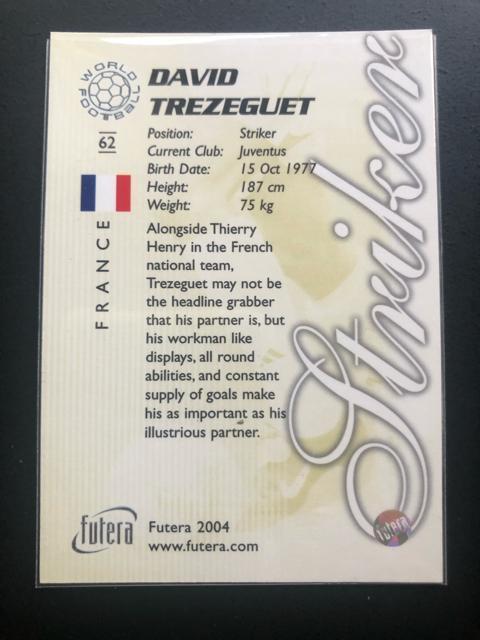 WORLD
FOOTBALL
DAVID
TREZEGUET
62
Position: Striker
Current Club: Juventus
Birth Date: 15 Oct 1977
Height: 187 cm
Weight: 75 kg
FRANCE
Alongside Thierry
Henry in the French
national team,
Trezeguet may not be
the headline grabber
that his partner is, but
his workman like
displays, all round
abilities, and constant
supply of goals make
his as important as his
illustrious partner.
Striker
futera
Futera 2004
www.futera.com
futera